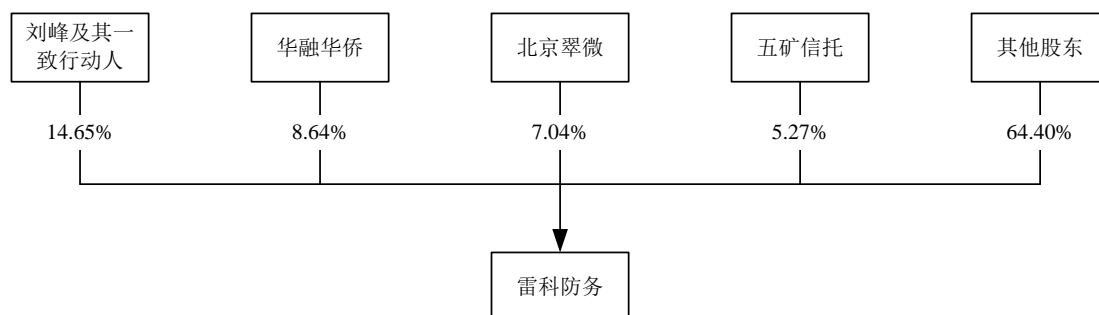 刘峰及其一
致行动人
华融华侨
北京翠微
五矿信托
其他股东
14.65%
8.64%
7.04%
5.27%
64.40%
雷科防务